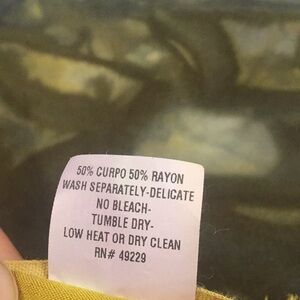 50% CURPO 50% RAYON
WASH SEPARATELY-DELICATE
NO BLEACH-
TUMBLE DRY-
LOW HEAT OR DRY CLEAN
RN# 49229